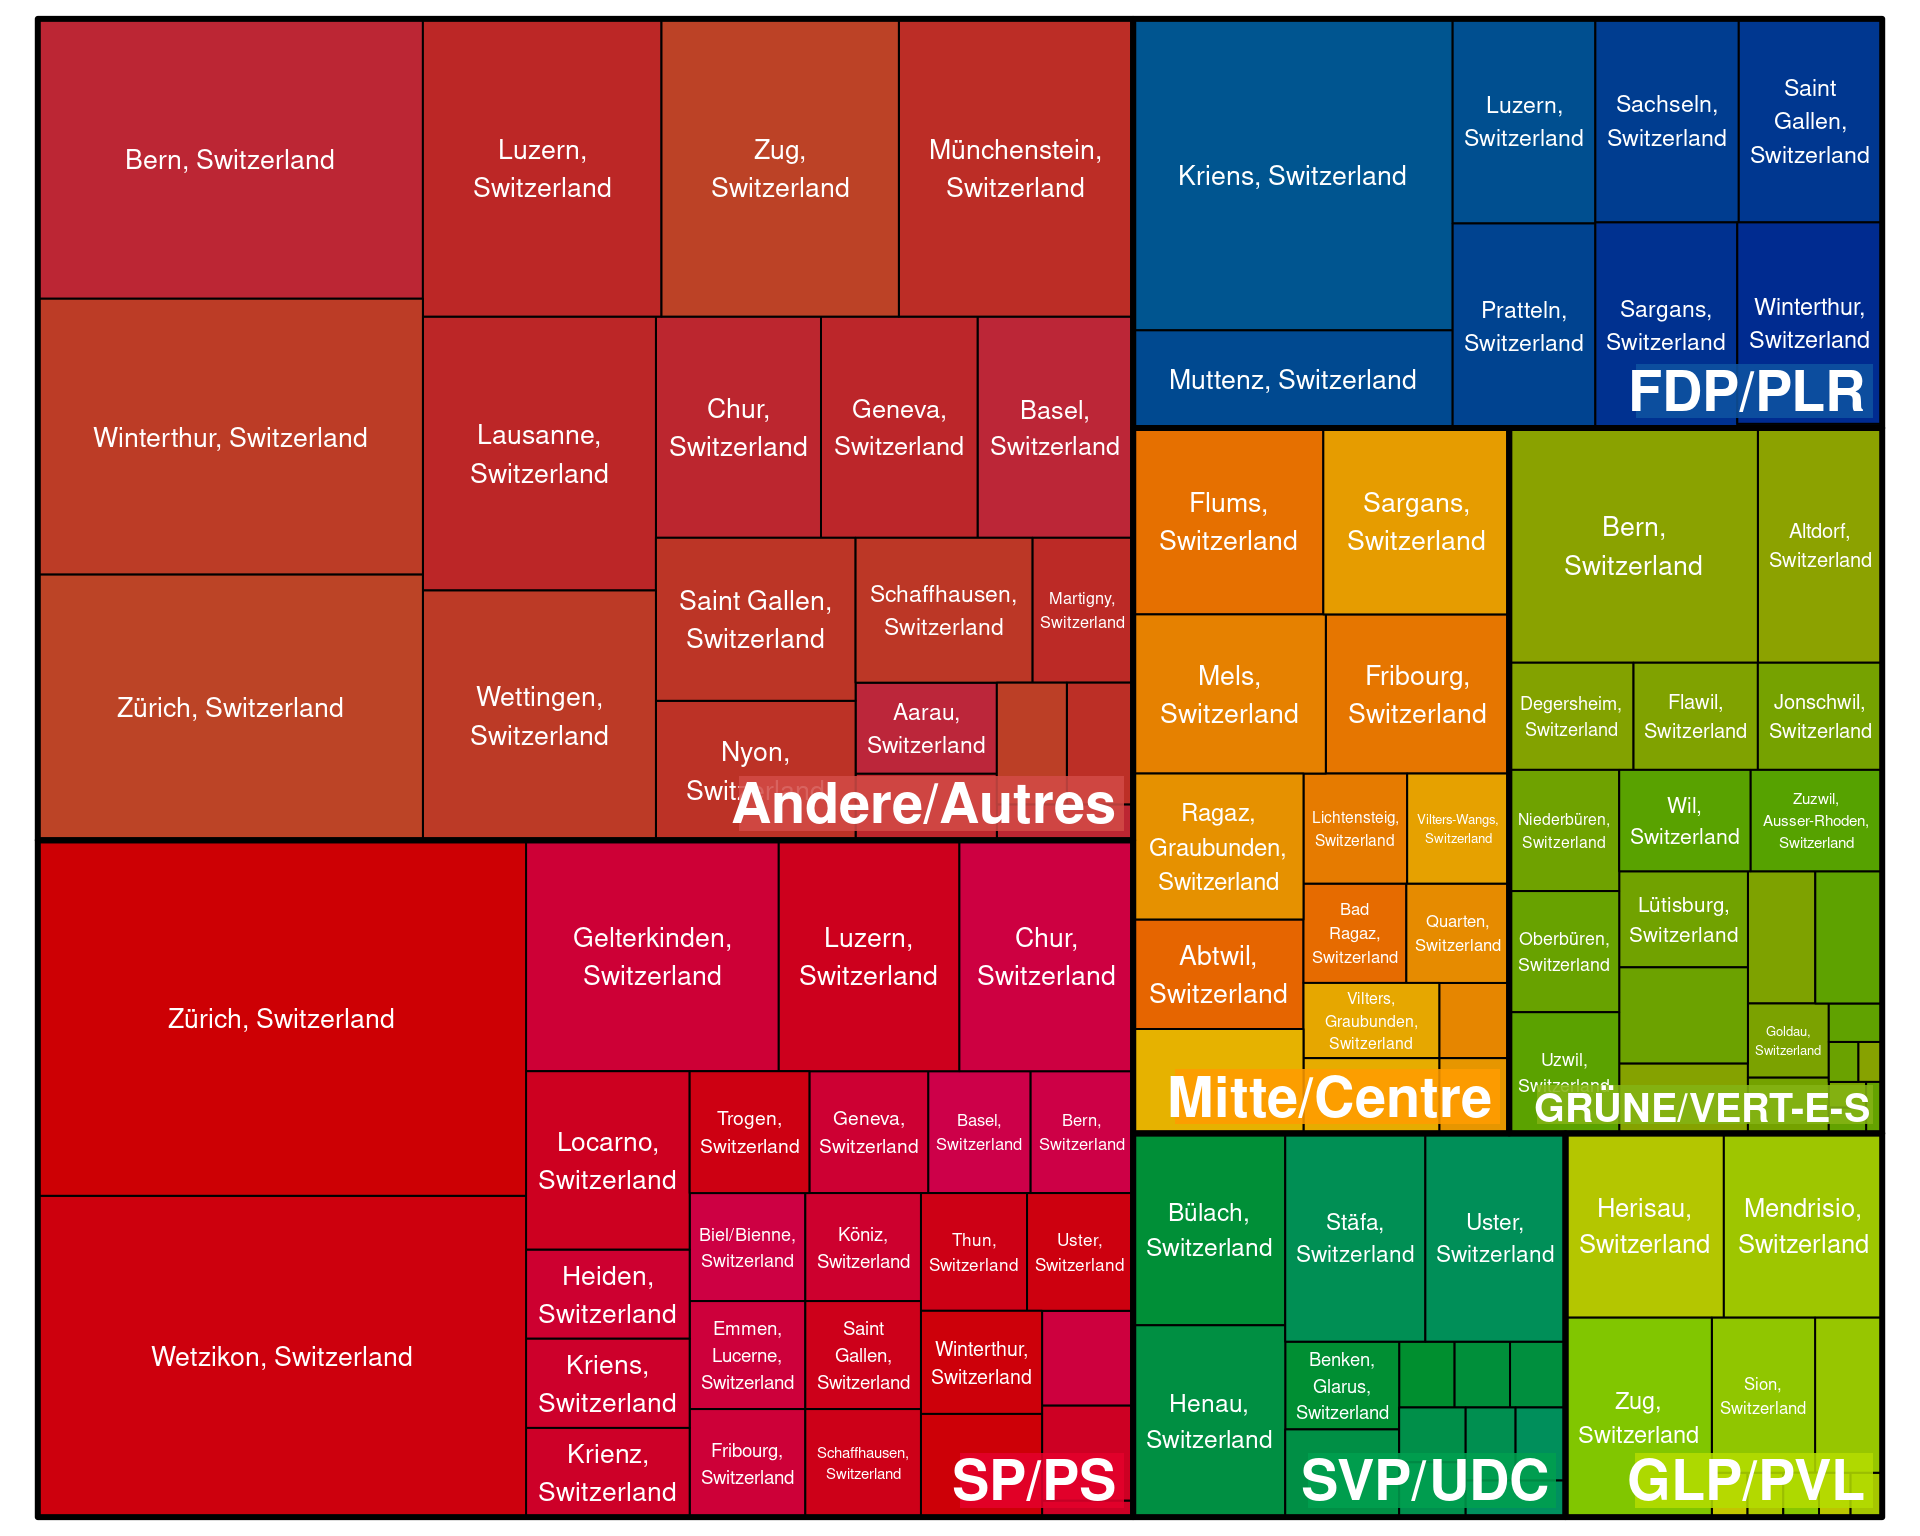 Bern, Switzerland
Winterthur, Switzerland
Zürich, Switzerland
Luzern,
Switzerland
Zug,
Switzerland
Münchenstein,
Switzerland
Lausanne,
Switzerland
Wettingen,
Switzerland
Chur,
Switzerland
Geneva,
Switzerland
Basel,
Switzerland
Saint Gallen,
Switzerland
Schaffhausen,
Switzerland
Martigny,
Switzerland
Nyon,
Switzerland
Aarau,
Switzerland
Andere/Autres
Zürich, Switzerland
Wetzikon, Switzerland
Gelterkinden,
Switzerland
Luzern,
Switzerland
Chur,
Switzerland
Locarno,
Switzerland
Heiden,
Switzerland
Kriens,
Switzerland
Krienz,
Switzerland
Trogen,
Switzerland
Geneva,
Switzerland
Basel,
Switzerland
Bern,
Switzerland
Biel/Bienne,
Switzerland
Köniz,
Switzerland
Thun,
Switzerland
Uster,
Switzerland
Emmen,
Lucerne,
Switzerland
Saint
Gallen,
Switzerland
Winterthur,
Switzerland
Fribourg,
Switzerland
Schaffhausen,
Switzerland
SP/PS
Kriens, Switzerland
Muttenz, Switzerland
Luzern,
Switzerland
Sachseln,
Switzerland
Saint
Gallen,
Switzerland
Pratteln,
Switzerland
Sargans,
Switzerland
Winterthur,
Switzerland
FDP/PLR
Flums,
Switzerland
Sargans,
Switzerland
Mels,
Switzerland
Fribourg,
Switzerland
Ragaz,
Graubunden,
Switzerland
Lichtensteig,
Switzerland
Vilters-Wangs,
Switzerland
Bad
Ragaz,
Switzerland
Quarten,
Switzerland
Abtwil,
Switzerland
Vilters,
Graubunden,
Switzerland
Mitte/Centre
Bern,
Switzerland
Altdorf,
Switzerland
Degersheim,
Switzerland
Flawil,
Switzerland
Jonschwil,
Switzerland
Niederbüren,
Switzerland
Wil,
Switzerland
Zuzwil,
Ausser-Rhoden,
Switzerland
Oberbüren,
Switzerland
Lütisburg,
Switzerland
Uzwil,
Switzerland
Goldau,
Switzerland
GRÜNE/VERT-E-S
Bülach,
Switzerland
Henau,
Switzerland
Stäfa,
Switzerland
Uster,
Switzerland
Benken,
Glarus,
Switzerland
SVP/UDC
Herisau,
Switzerland
Mendrisio,
Switzerland
Zug,
Switzerland
Sion,
Switzerland
GLP/PVL